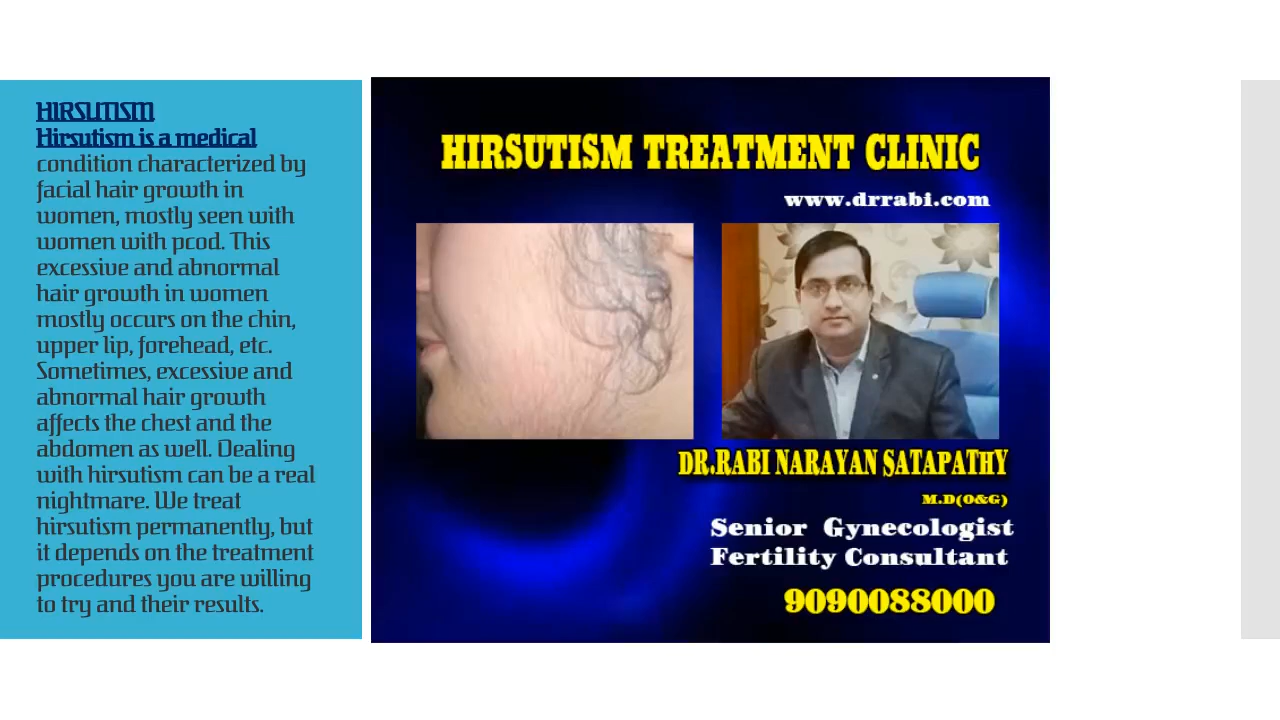 HIRSUTISM
Hirsutism is a medical
condition characterized by
facial hair growth in
women, mostly seen with
women with pcod. This
excessive and abnormal
hair growth in women
mostly occurs on the chin,
upper lip, forehead, etc.
Sometimes, excessive and
abnormal hair growth
affects the chest and the
abdomen as well. Dealing
with hirsutism can be a real
nightmare. We treat
hirsutism permanently, but
it depends on the treatment
procedures you are willing
to try and their results.
HIRSUTISM TREATMENT CLINIC
www.drrabi.com
DR.RABI NARAYAN SATAPATHY
M.D(O&G)
Senior Gynecologist
Fertility Consultant
9090088000